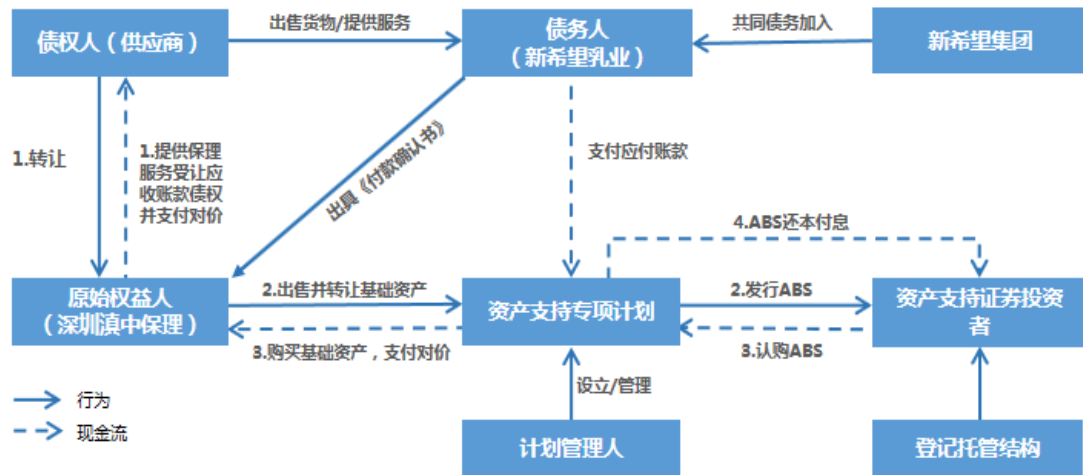 债权人（供应商）
出售货物/提供服务
债务人
（新希望乳业）
共同债务加入
新希望集团
1.转让
1.提供保理
服务受让应
收账款债权
并支付对价
出具《付款确认书》
支付应付账款
4.ABS还本付息
原始权益人
（深圳滇中保理）
2.出售并转让基础资产
3.购买基础资产，支付对价
资产支持专项计划
2.发行ABS
3.认购ABS
资产支持证券投资
者
行为
现金流
设立/管理
计划管理人
登记托管结构